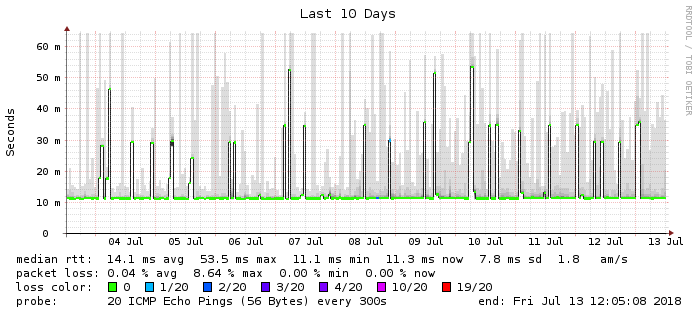 Last 10 Days
RRDTOOL / TOBI OETIKER
Seconds
60 m
50 m
40 m
30 m
20 m
10 m
0
04 Jul 05 Jul 06 Jul 07 Jul 08 Jul 09 Jul 10 Jul 11 Jul 12 Jul 13 Jul
median rtt: 14.1 ms avg 53.5 ms max 11.1 ms min 11.3 ms now 7.8 ms sd 1.8 am/s
packet loss: 0.04 % avg 8.64 % max 0.00 % min 0.00 % now
loss color: 0 1/20 2/20 3/20 4/20 10/20 19/20
probe: 20 ICMP Echo Pings (56 Bytes) every 300s end: Fri Jul 13 12:05:08 2018